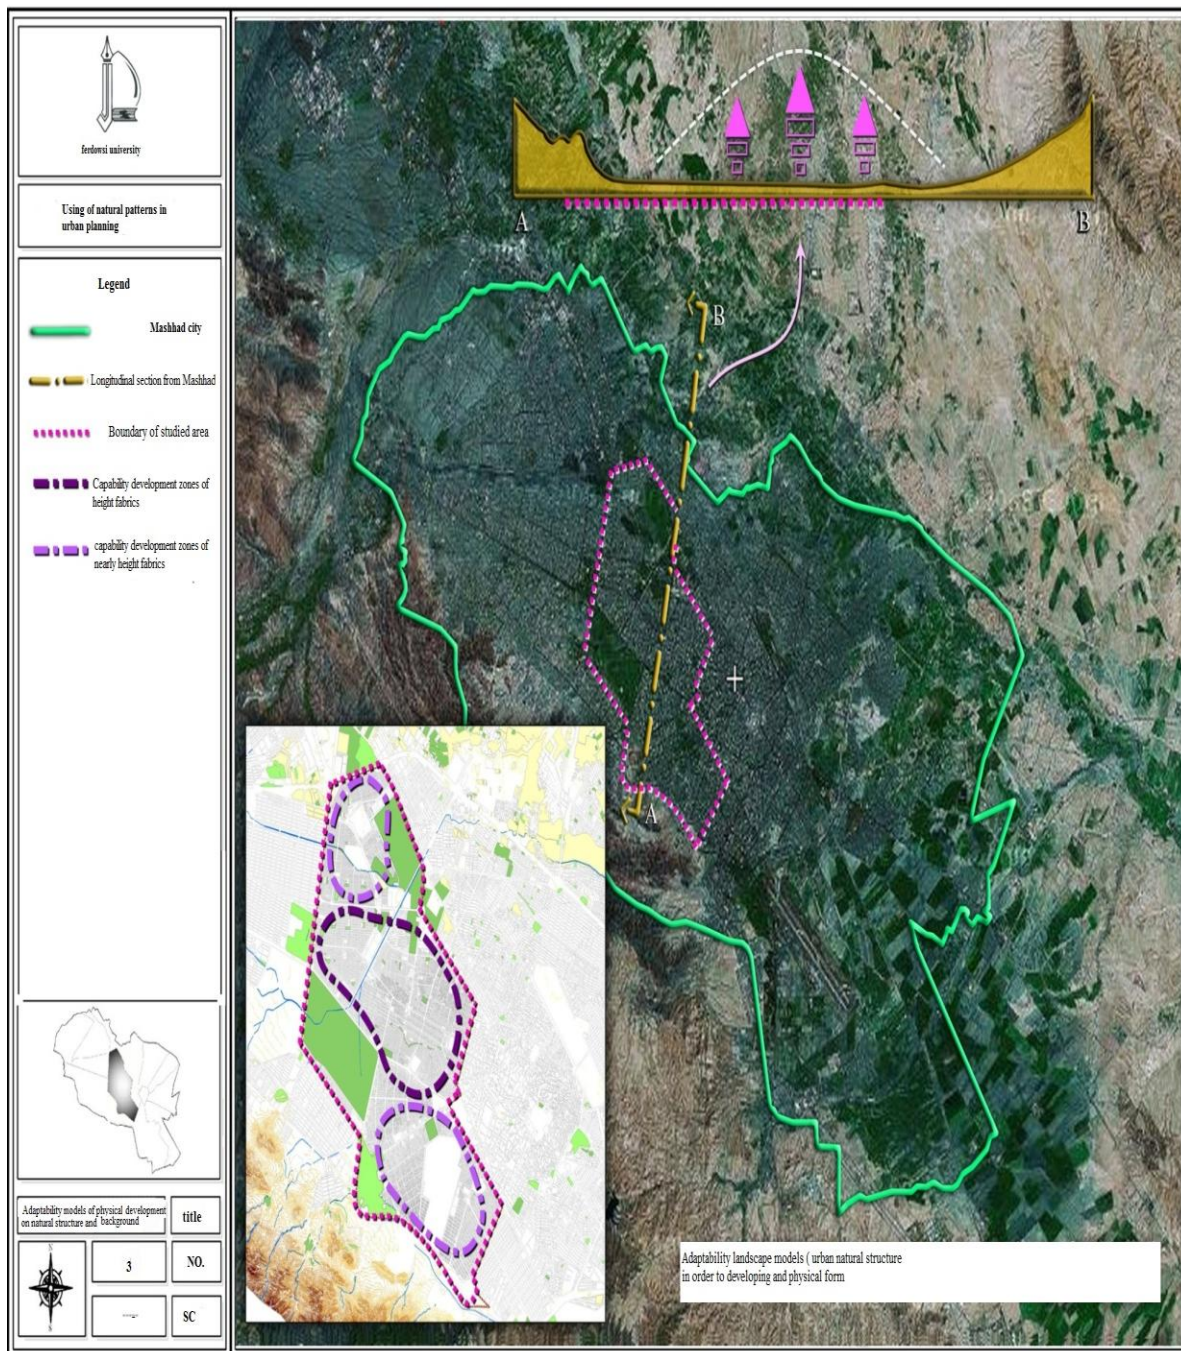 ferdowsi university
Using of natural patterns in
urban planning
Legend
Mashhad city
Longitudinal section from Mashhad
Boundary of studied area
Capability development zones of
height fabrics
capability development zones of
nearly height fabrics
Adaptability models of physical development
on natural structure and background
title
N
S
3
NO.
SC
A
B
B
A
Adaptability landscape models ( urban natural structure
in order to developing and physical form